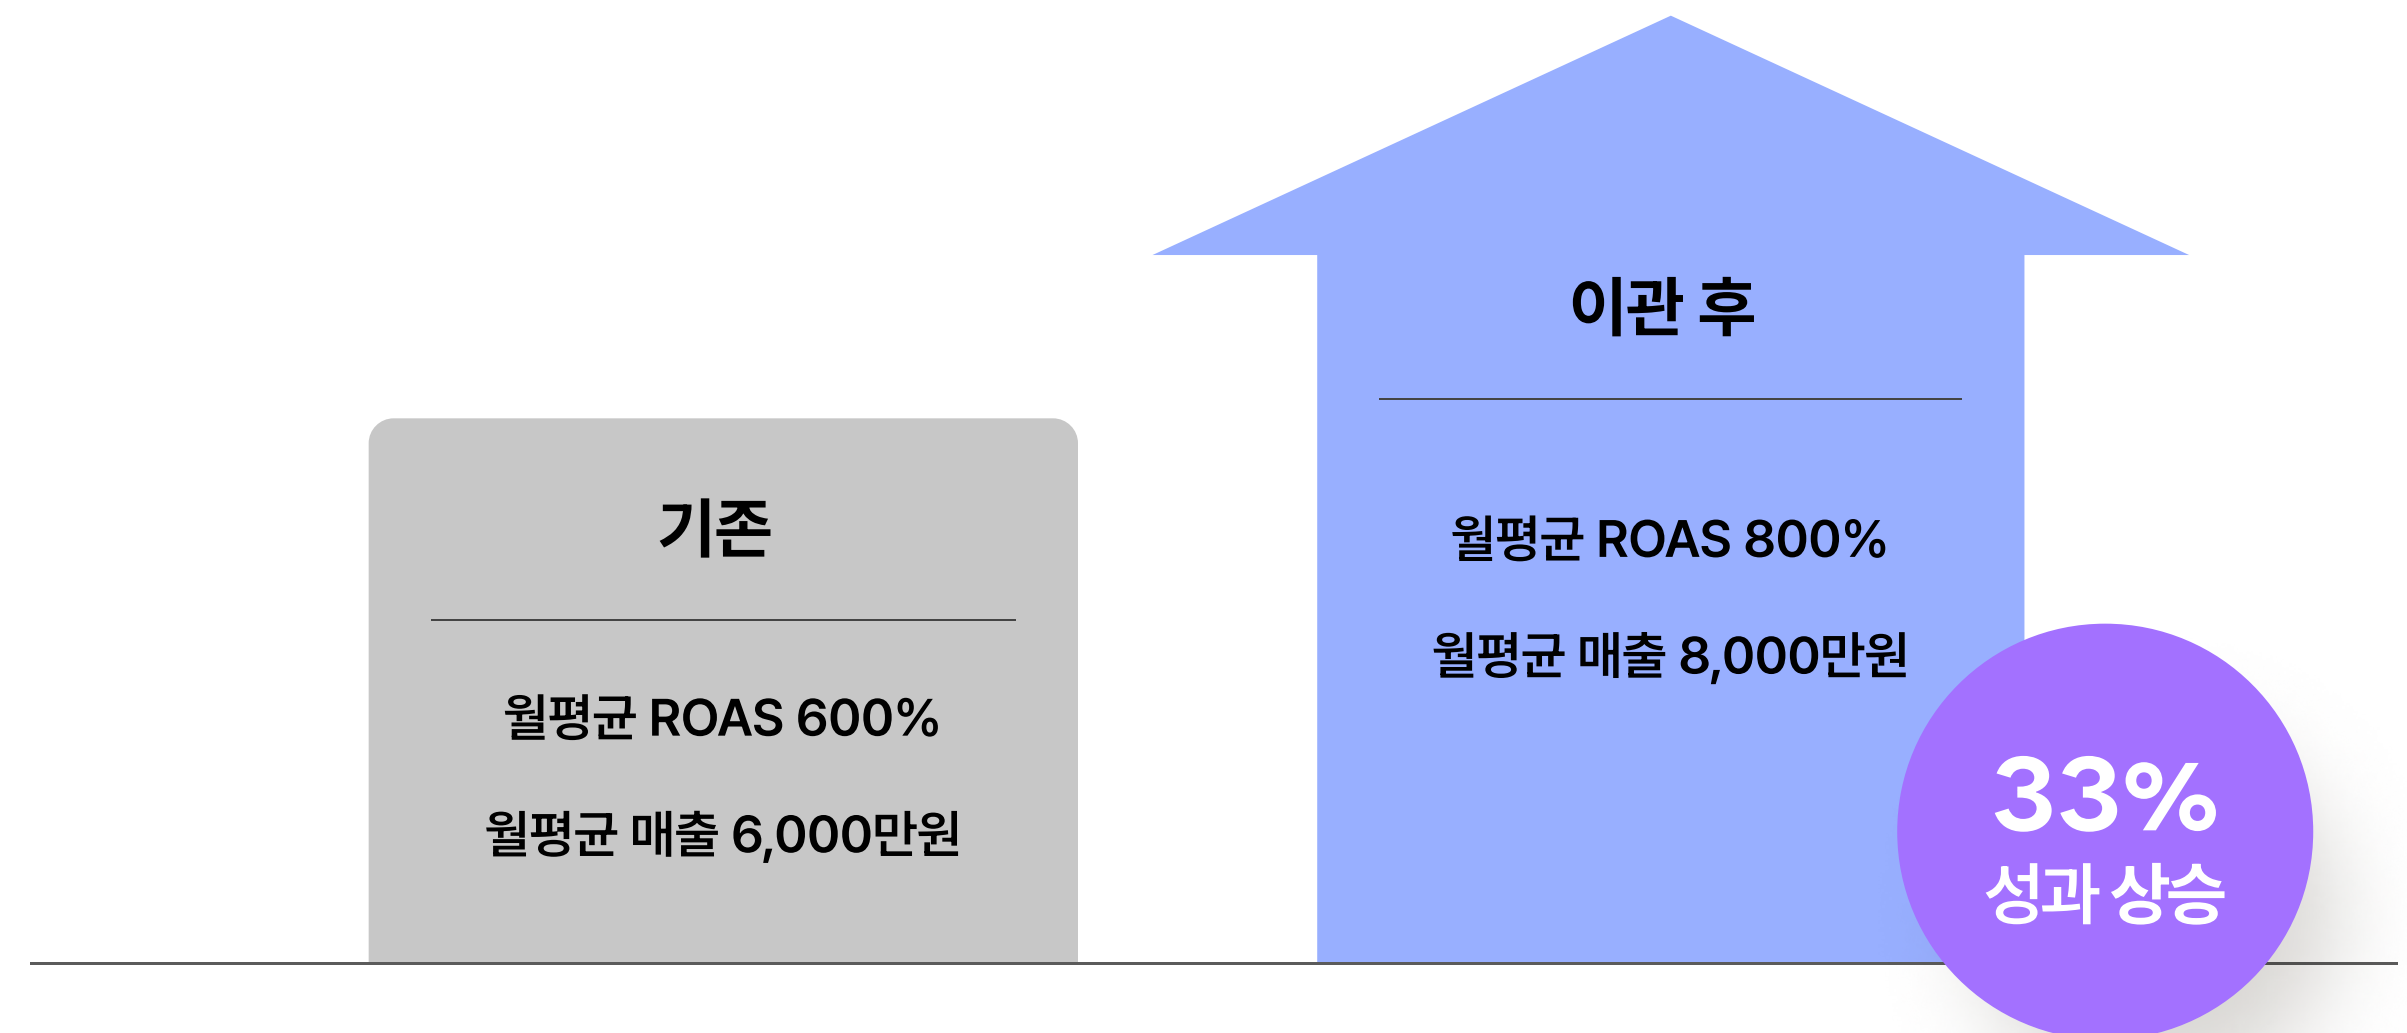 기존
월평균 ROAS 600%
월평균 매출 6,000만원
이관 후
월평균 ROAS 800%
월평균 매출 8,000만원
33%
성과 상승